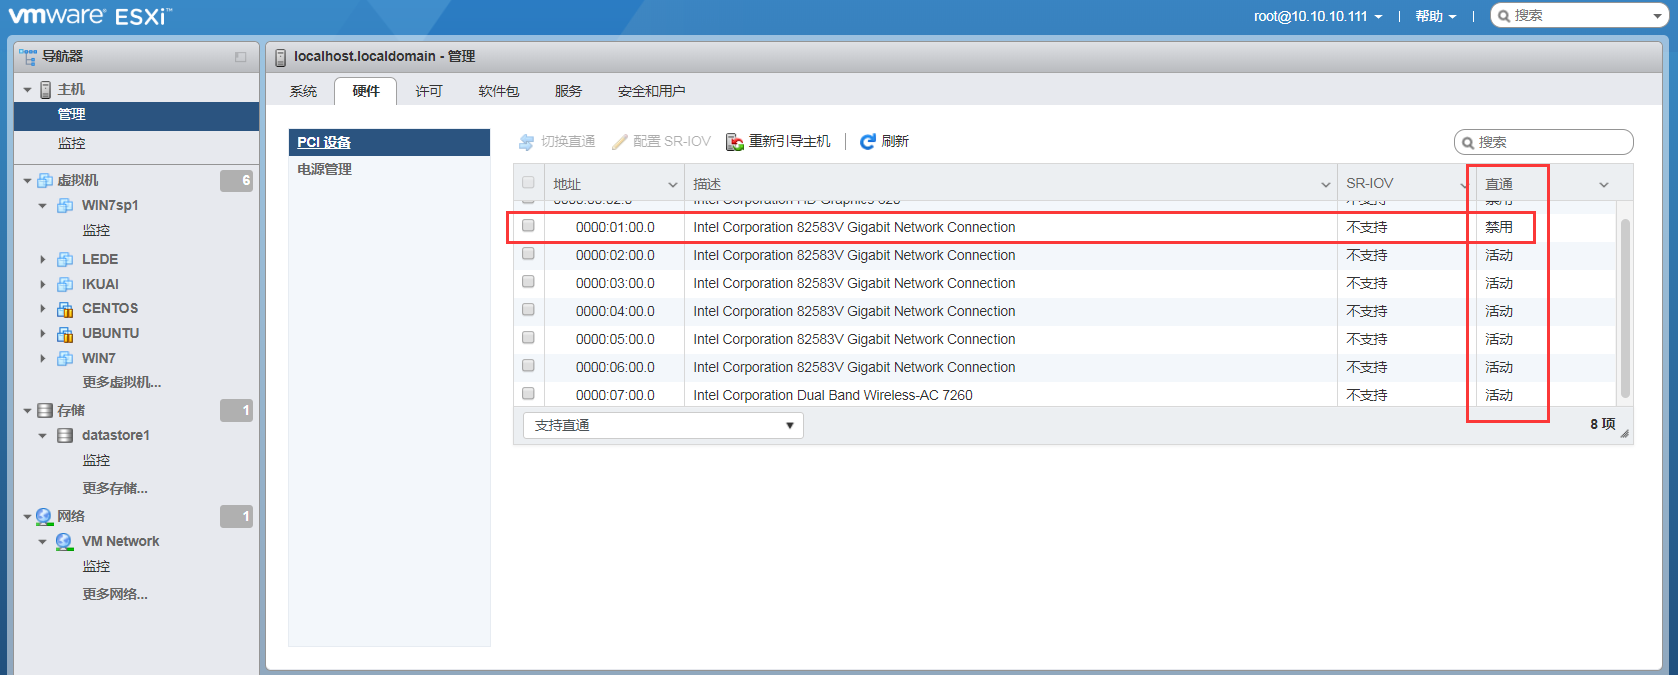 vmware ESXi™
root@10.10.10.111 | 帮助 | 搜索
导航器
主机
管理
监控
虚拟机 6
WIN7sp1
监控
LEDE
IKUAI
CENTOS
UBUNTU
WIN7
更多虚拟机...
存储 1
datastore1
监控
更多存储...
网络 1
VM Network
监控
更多网络...
localhost.localdomain - 管理
系统 硬件 许可 软件包 服务 安全和用户
PCI 设备
电源管理
切换直通 配置 SR-IOV 重新引导主机 | 刷新 搜索
地址 描述 SR-IOV 直通
0000:00:02.0 Intel Corporation HD Graphics 620 不支持 禁用
0000:01:00.0 Intel Corporation 82583V Gigabit Network Connection 不支持 禁用
0000:02:00.0 Intel Corporation 82583V Gigabit Network Connection 不支持 活动
0000:03:00.0 Intel Corporation 82583V Gigabit Network Connection 不支持 活动
0000:04:00.0 Intel Corporation 82583V Gigabit Network Connection 不支持 活动
0000:05:00.0 Intel Corporation 82583V Gigabit Network Connection 不支持 活动
0000:06:00.0 Intel Corporation 82583V Gigabit Network Connection 不支持 活动
0000:07:00.0 Intel Corporation Dual Band Wireless-AC 7260 不支持 活动
支持直通 8 项